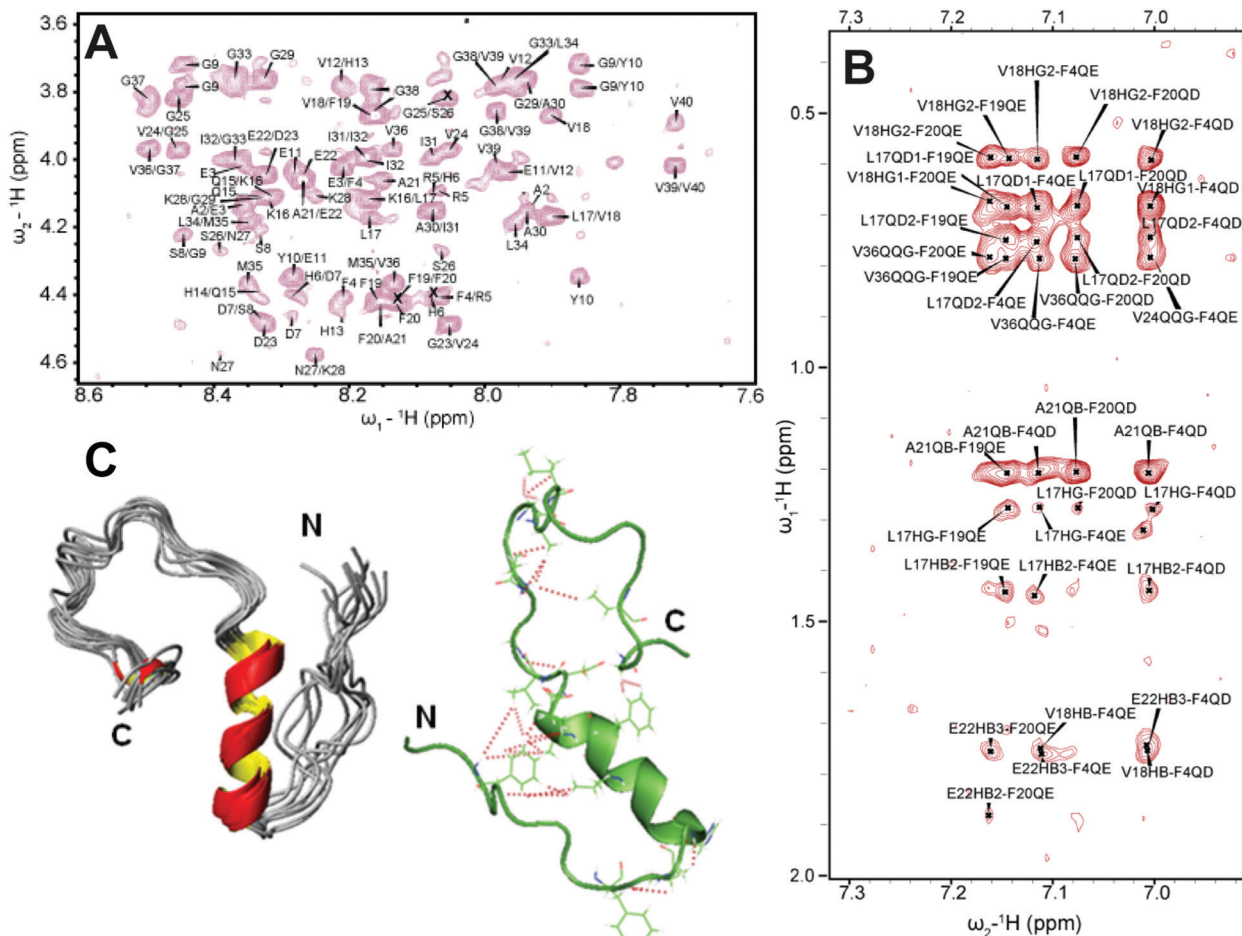 A
3.6
3.8
4.0
4.2
4.4
4.6
ω2 - 1H (ppm)
8.6
8.4
8.2
8.0
7.8
7.6
ω1 - 1H (ppm)
G37
G9
G9
G25
G33
G29
V12/H13
V18/F19
G38
G38/V39
V12
G33/L34
G9/Y10
G9/Y10
G25/S26
G29/A30
G38/V39
V18
V40
V24/G25
V36/G37
I32/G33
E22/D23
E11
E22
I31/I32
V36
I32
I31
V24
V39
E11/V12
V39/V40
E3
Q15/K16
Q15
K28/G29
A2/E3
L34/M35
K16
A21/E22
K28
E3/F4
A21
K16/L17
L17
R5/H6
R5
A30/I31
A2
A30
L34
L17/V18
S26/N27
S8
S8/G9
M35
Y10/E11
H6/D7
H14/Q15
M35/V36
F4
F19
F19/F20
S26
H6
F4/R5
Y10
D7/S8
D23
D7
H13
F20
F20/A21
G23/V24
N27
N27/K28
B
7.3
7.2
7.1
7.0
0.5
1.0
1.5
2.0
ω1-1H (ppm)
V18HG2-F4QE
V18HG2-F19QE
V18HG2-F20QD
V18HG2-F20QE
V18HG2-F4QD
L17QD1-F19QE
L17QD1-F4QE
L17QD1-F20QD
V18HG1-F20QE
V18HG1-F4QD
L17QD2-F19QE
L17QD2-F4QD
V36QQG-F20QE
V36QQG-F19QE
L17QD2-F20QD
L17QD2-F4QE
V36QQG-F20QD
V36QQG-F4QE
V24QQG-F4QE
A21QB-F20QD
A21QB-F4QD
A21QB-F19QE
A21QB-F4QD
L17HG-F20QD
L17HG-F4QD
L17HG-F19QE
L17HG-F4QE
L17HB2-F19QE
L17HB2-F4QE
L17HB2-F4QD
E22HB3-F4QD
V18HB-F4QE
E22HB3-F20QE
E22HB3-F4QE
V18HB-F4QD
E22HB2-F20QE
7.3
7.2
7.1
7.0
ω2-1H (ppm)
C
N
C
N
C